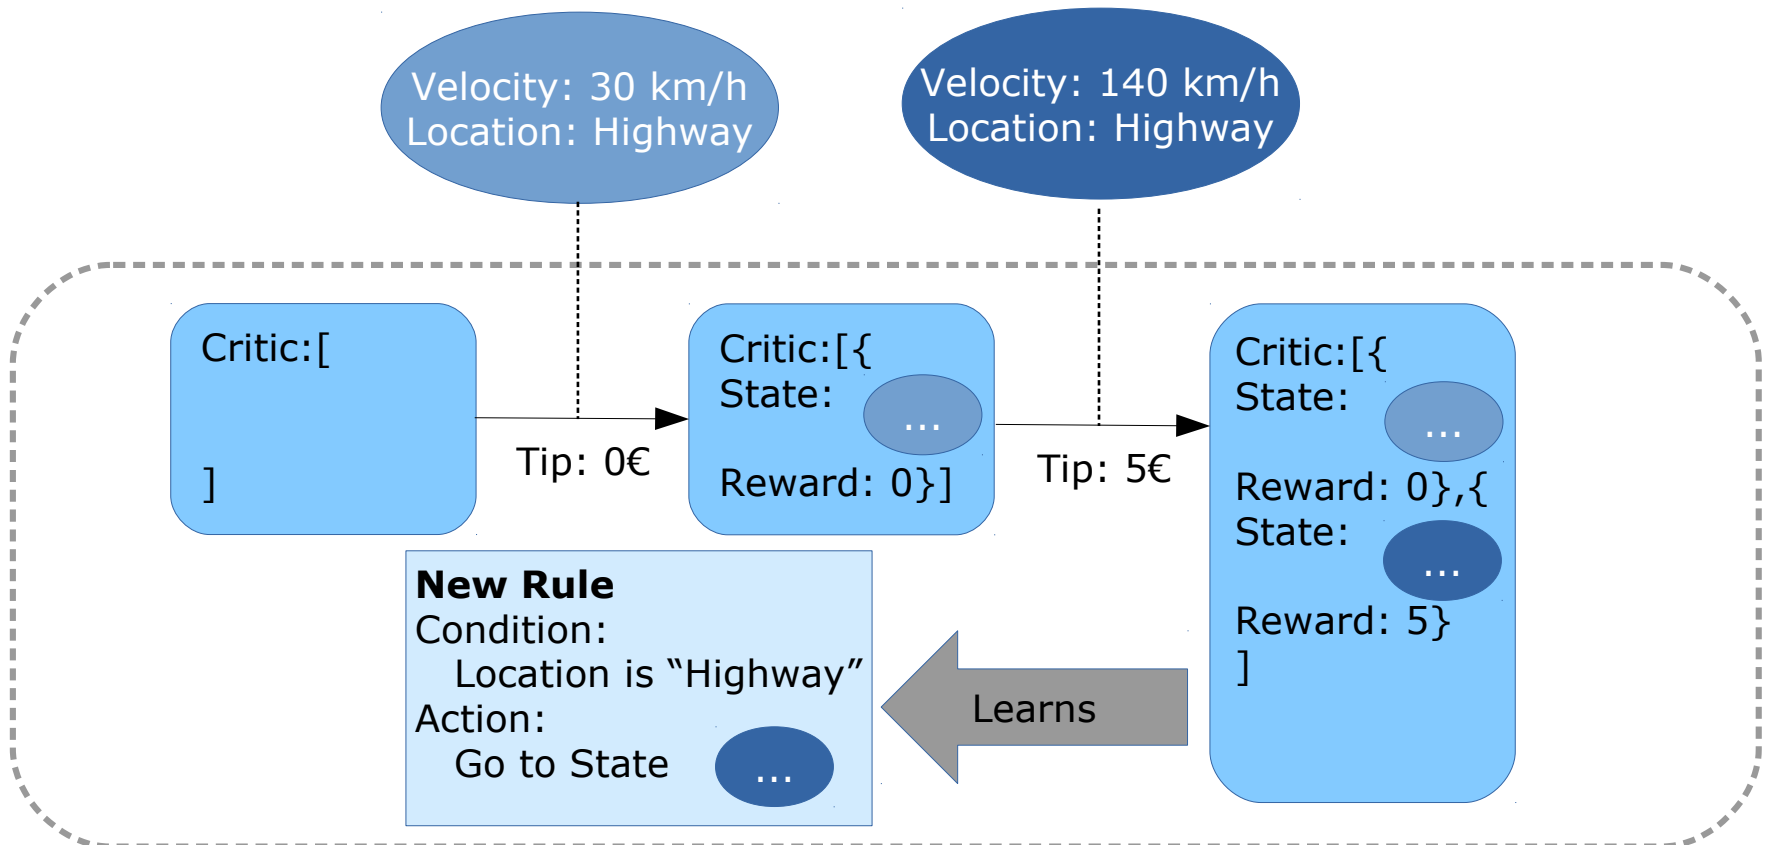 Velocity: 30 km/h
Location: Highway
Velocity: 140 km/h
Location: Highway
Critic:[
]
Tip: 0€
Critic:[{
State:
...
Reward: 0}]
Tip: 5€
Critic:[{
State:
...
Reward: 0},{
State:
...
Reward: 5}
]
Learns
New Rule
Condition:
Location is “Highway”
Action:
Go to State
...